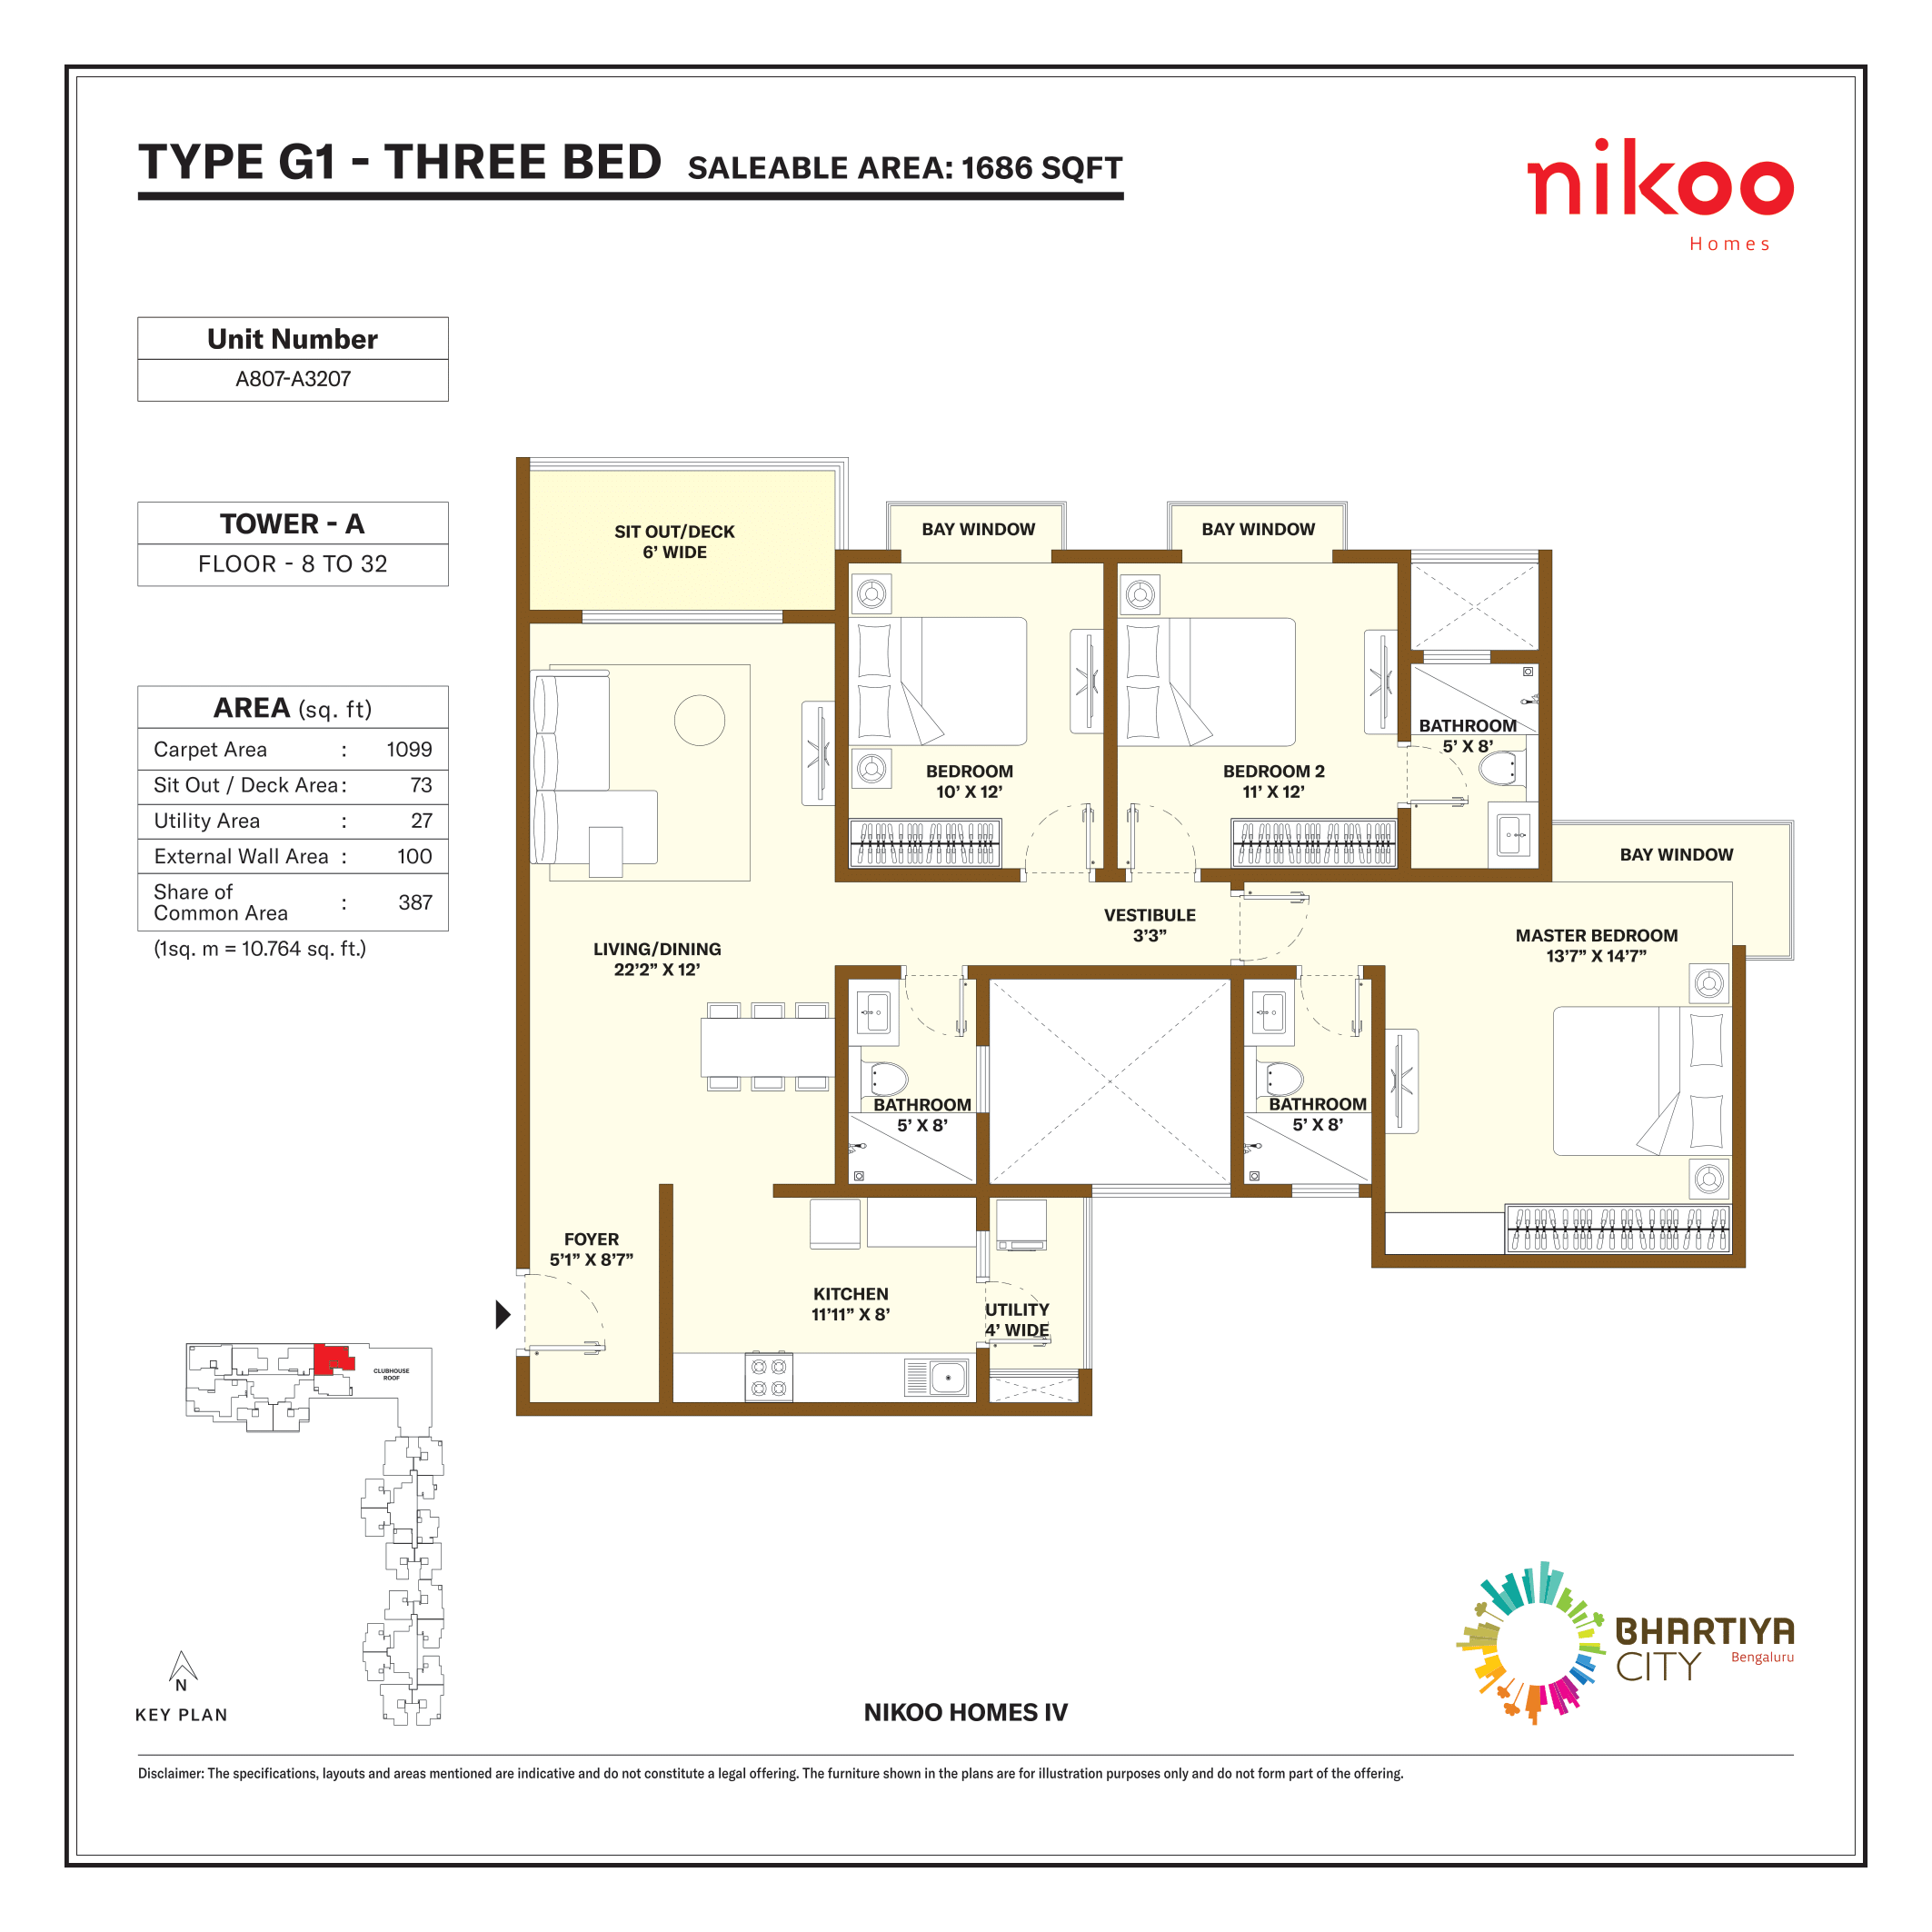 TYPE G1 - THREE BED SALEABLE AREA: 1686 SQFT
nikoo
Homes
Unit Number
A807-A3207
TOWER - A
FLOOR - 8 TO 32
AREA (sq. ft)
Carpet Area : 1099
Sit Out / Deck Area : 73
Utility Area : 27
External Wall Area : 100
Share of
Common Area : 387
(1sq. m = 10.764 sq. ft.)
SIT OUT/DECK
6’ WIDE
BAY WINDOW
BAY WINDOW
BATHROOM
5’ X 8’
BEDROOM
10’ X 12’
BEDROOM 2
11’ X 12’
BAY WINDOW
VESTIBULE
3’3”
MASTER BEDROOM
13’7” X 14’7”
LIVING/DINING
22’2” X 12’
BATHROOM
5’ X 8’
BATHROOM
5’ X 8’
FOYER
5’1” X 8’7”
KITCHEN
11’11” X 8’
UTILITY
4’ WIDE
CLUBHOUSE
ROOF
N
KEY PLAN
NIKOO HOMES IV
BHARTIYA
CITY Bengaluru
Disclaimer: The specifications, layouts and areas mentioned are indicative and do not constitute a legal offering. The furniture shown in the plans are for illustration purposes only and do not form part of the offering.